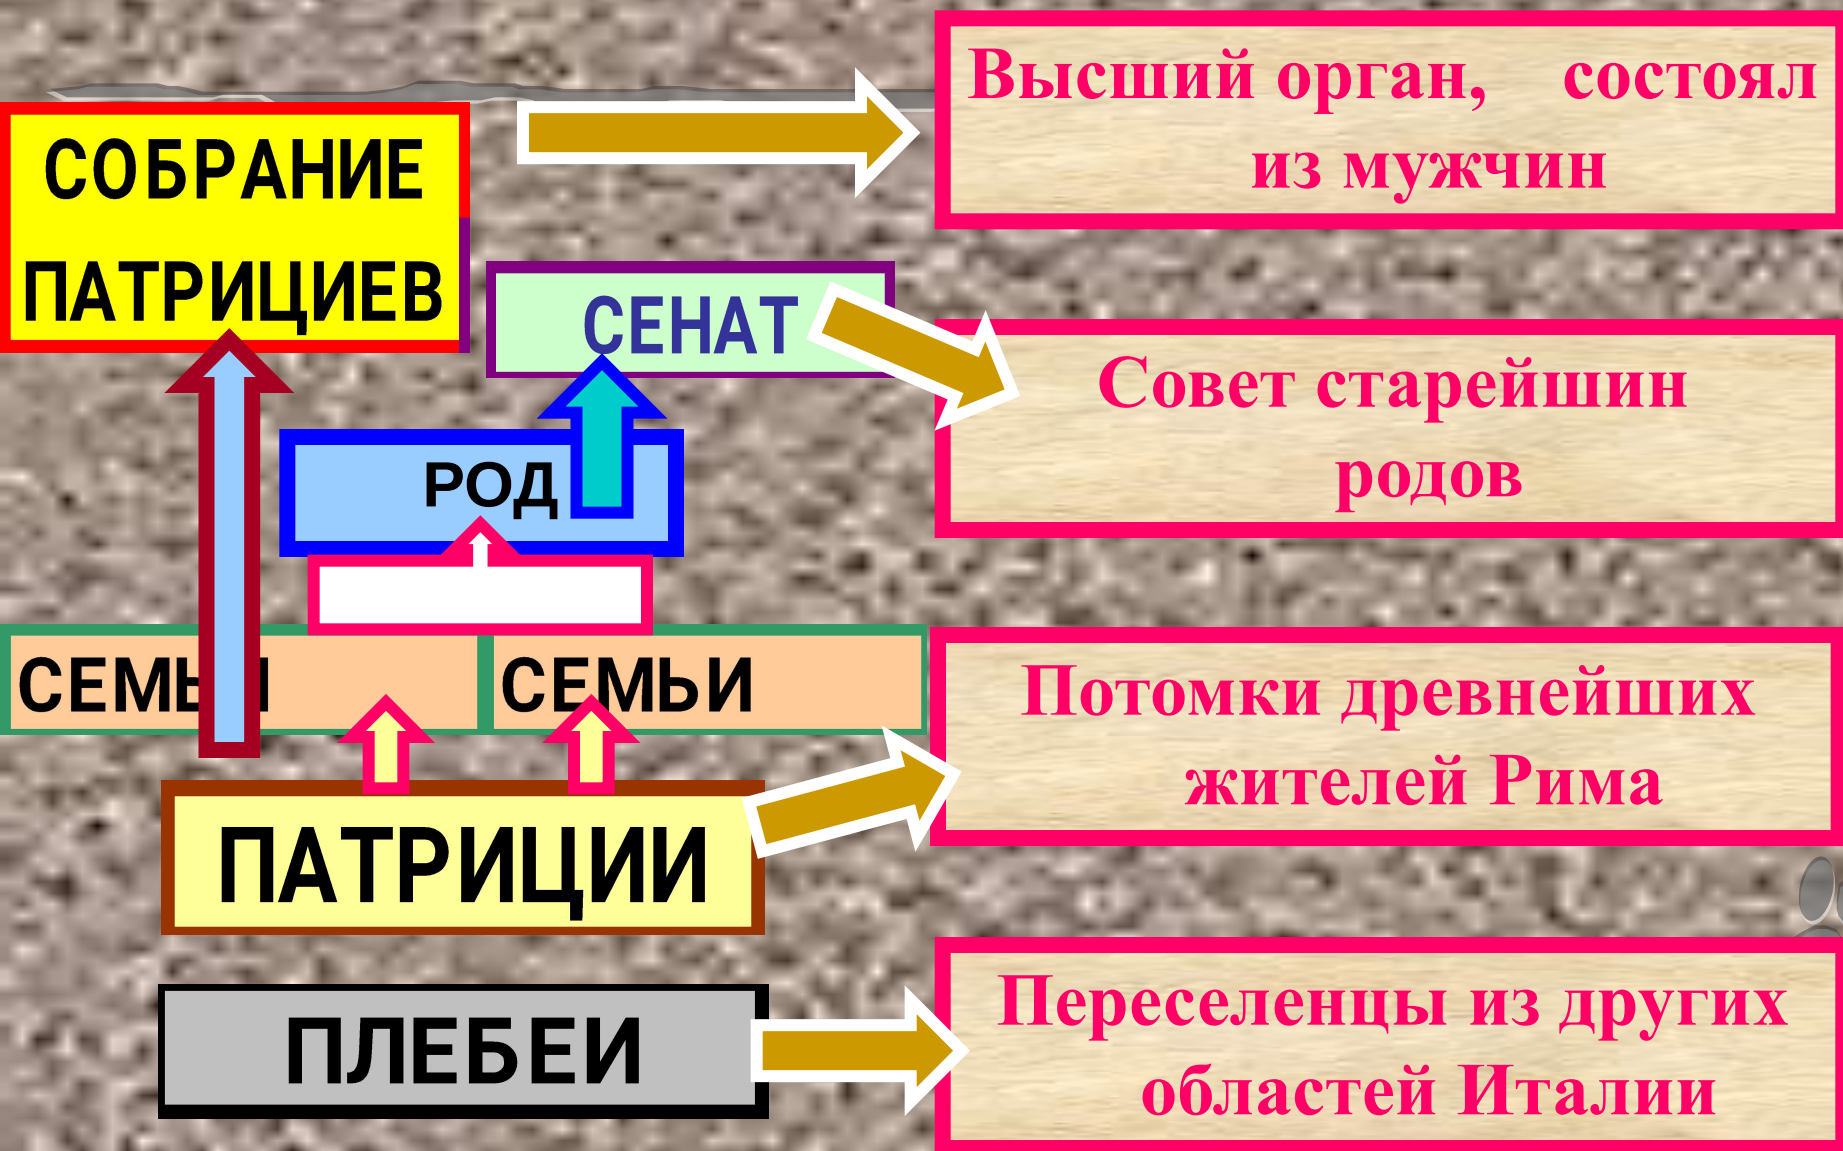 СОБРАНИЕ
ПАТРИЦИЕВ
Высший орган, состоял
из мужчин
СЕНАТ
Совет старейшин
родов
РОД
СЕМЬИ
СЕМЬИ
Потомки древнейших
жителей Рима
ПАТРИЦИИ
ПЛЕБЕИ
Переселенцы из других
областей Италии